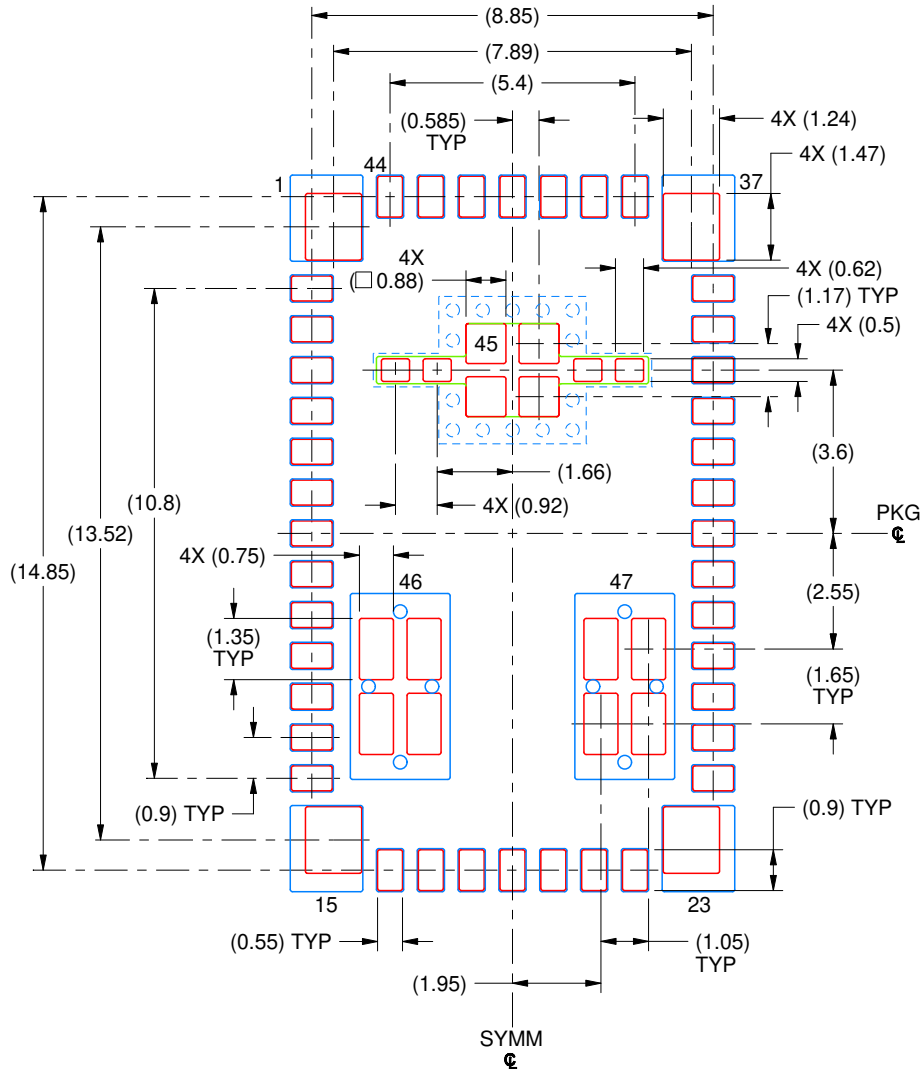 (8.85)
(7.89)
(5.4)
(0.585)
TYP
4X (1.24)
4X (1.47)
1
44
37
4X
(□ 0.88)
4X (0.62)
(1.17) TYP
4X (0.5)
45
(3.6)
(1.66)
4X (0.92)
(10.8)
(13.52)
(14.85)
PKG
℄
4X (0.75)
46
47
(2.55)
(1.35)
TYP
(1.65)
TYP
(0.9) TYP
(0.9) TYP
15
23
(0.55) TYP
(1.05)
TYP
(1.95)
SYMM
℄